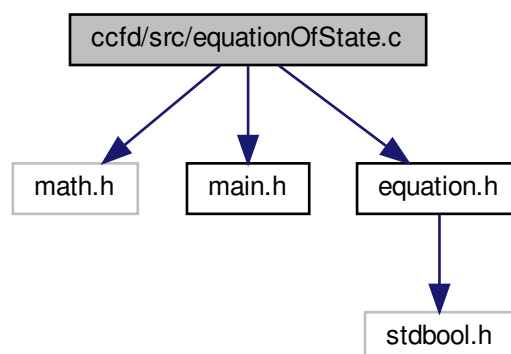 ccfd/src/equationOfState.c
math.h
main.h
equation.h
stdbool.h